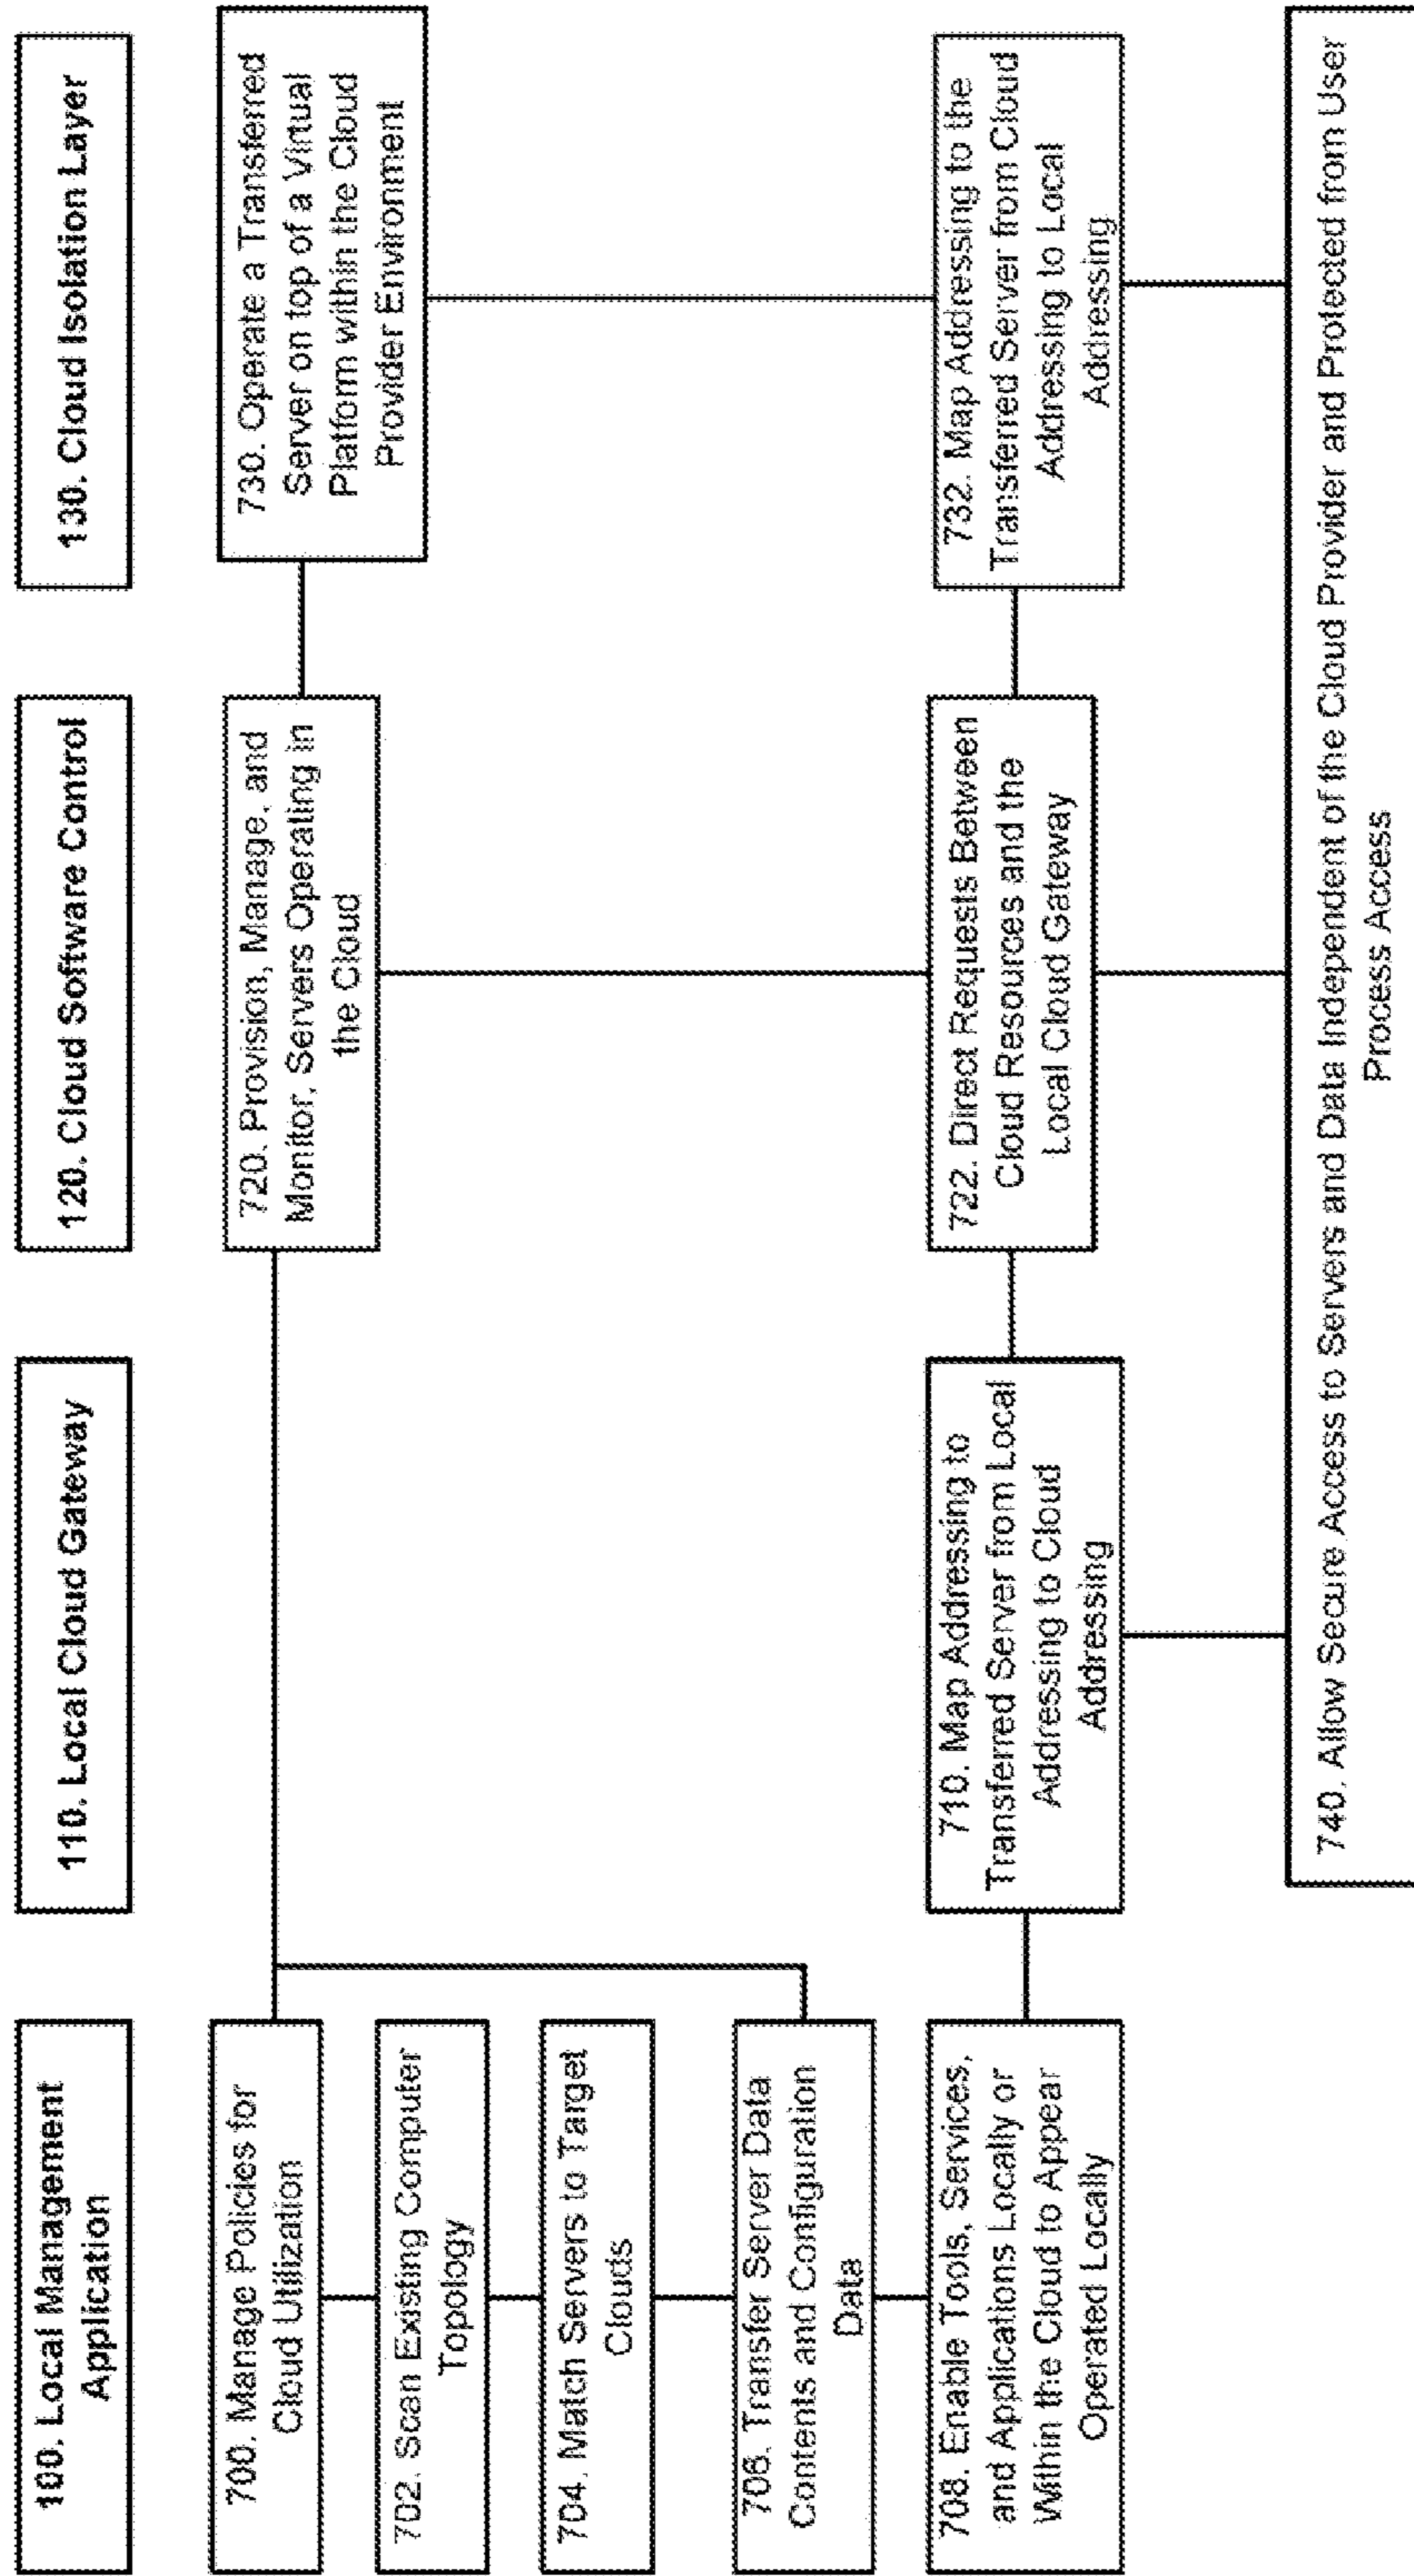 100. Local Management
Application
110. Local Cloud Gateway
120. Cloud Software Control
130. Cloud Isolation Layer
700. Manage Policies for
Cloud Utilization
702. Scan Existing Computer
Topology
704. Match Servers to Target
Clouds
706. Transfer Server Data
Contents and Configuration
Data
708. Enable Tools, Services,
and Applications Locally or
Within the Cloud to Appear
Operated Locally
710. Map Addressing to
Transferred Server from Local
Addressing to Cloud
Addressing
720. Provision, Manage, and
Monitor, Servers Operating in
the Cloud
722. Direct Requests Between
Cloud Resources and the
Local Cloud Gateway
730. Operate a Transferred
Server on top of a Virtual
Platform within the Cloud
Provider Environment
732. Map Addressing to the
Transferred Server from Cloud
Addressing to Local
Addressing
740. Allow Secure Access to Servers and Data Independent of the Cloud Provider and Protected from User
Process Access